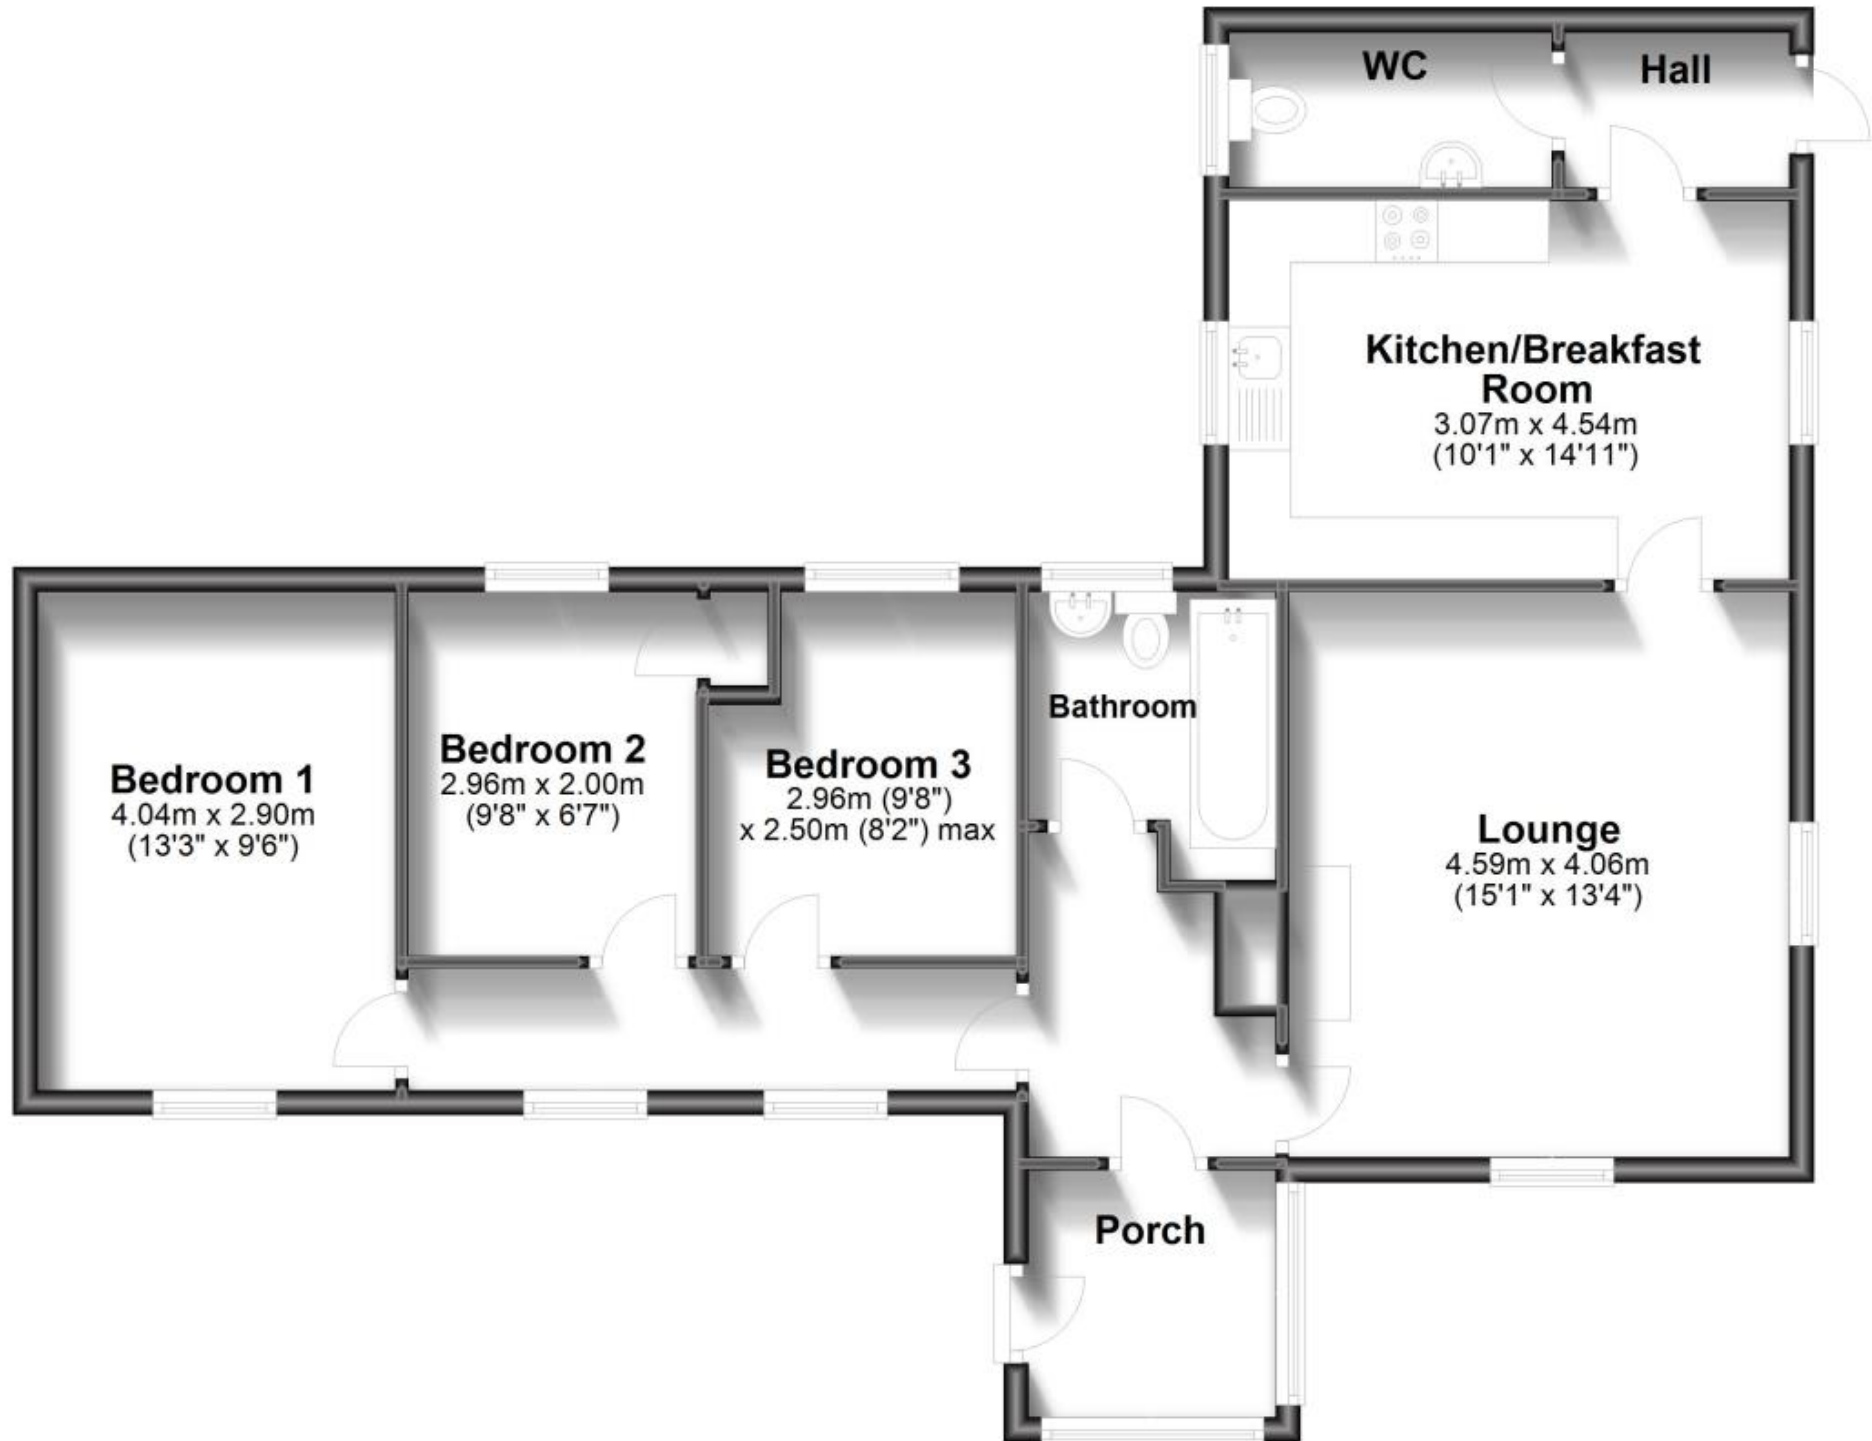 WC
Hall
Kitchen/Breakfast
Room
3.07m x 4.54m
(10'1" x 14'11")
Bedroom 1
4.04m x 2.90m
(13'3" x 9'6")
Bedroom 2
2.96m x 2.00m
(9'8" x 6'7")
Bedroom 3
2.96m (9'8")
x 2.50m (8'2") max
Bathroom
Lounge
4.59m x 4.06m
(15'1" x 13'4")
Porch